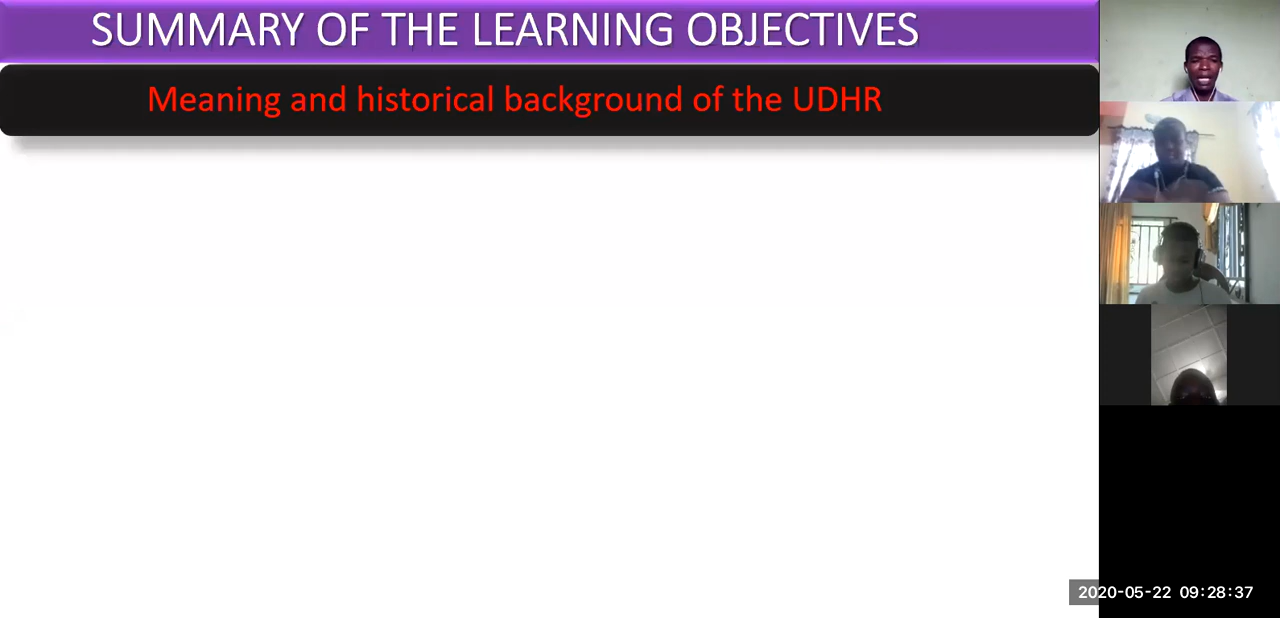 SUMMARY OF THE LEARNING OBJECTIVES
Meaning and historical background of the UDHR
2020-05-22 09:28:37